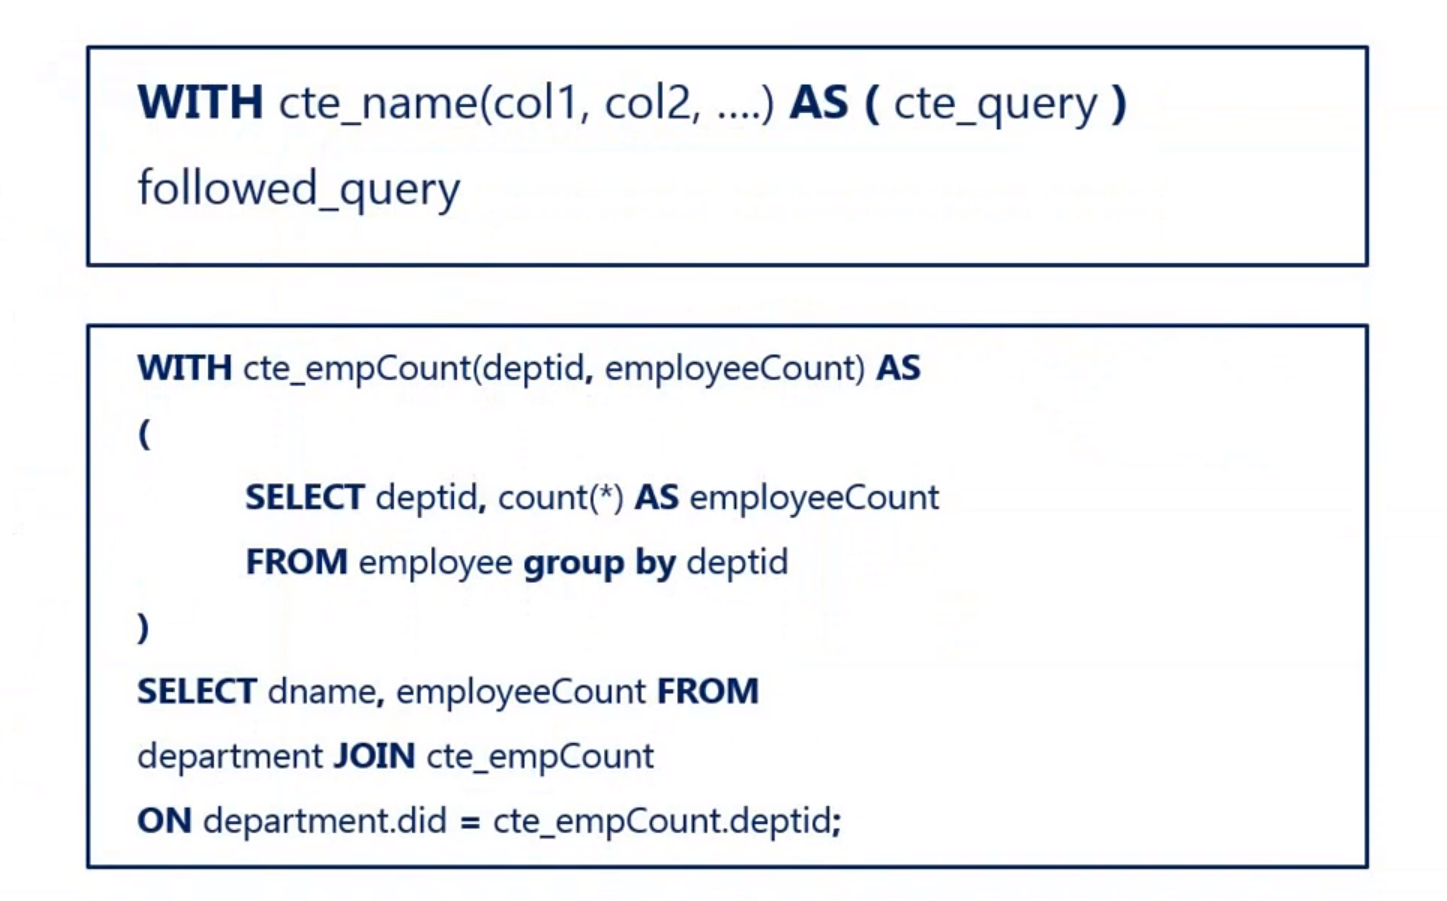 WITH cte_name(col1, col2, ....) AS ( cte_query )
followed_query
WITH cte_empCount(deptid, employeeCount) AS
(
SELECT deptid, count(*) AS employeeCount
FROM employee group by deptid
)
SELECT dname, employeeCount FROM
department JOIN cte_empCount
ON department.did = cte_empCount.deptid;